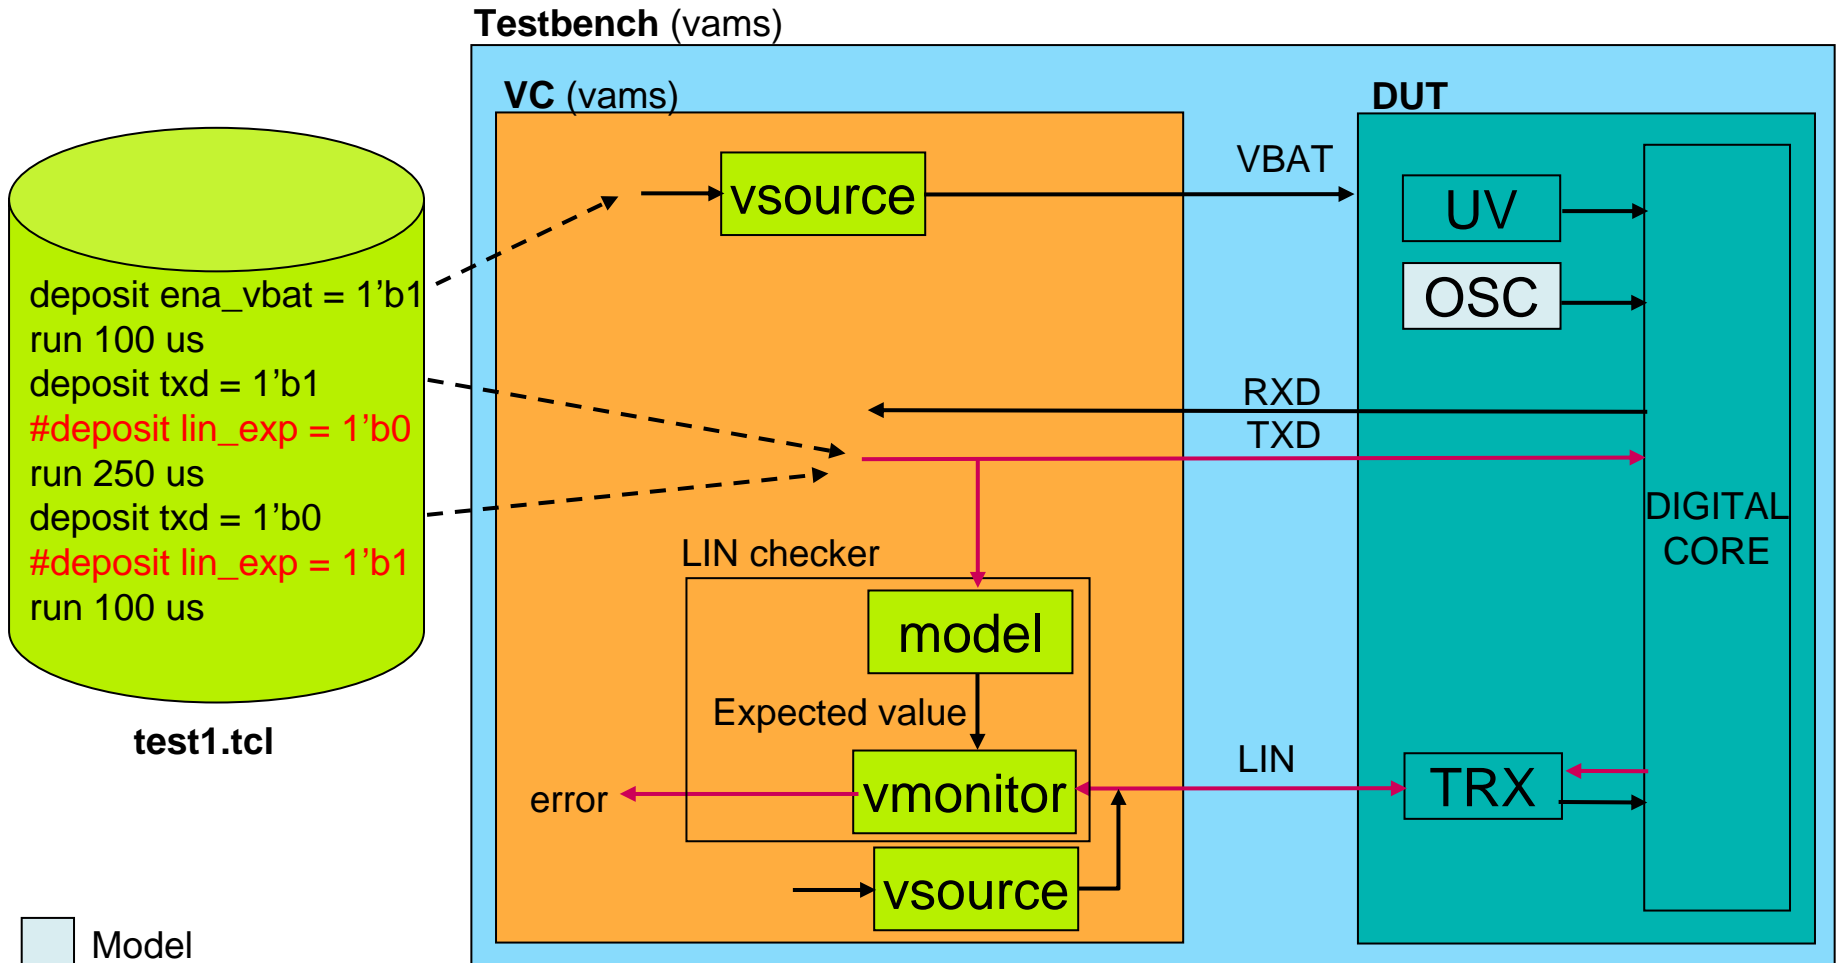 Testbench (vams)
VC (vams)
DUT
vsource
VBAT
UV
OSC
deposit ena_vbat = 1’b1
run 100 us
deposit txd = 1’b1
#deposit lin_exp = 1’b0
run 250 us
deposit txd = 1’b0
#deposit lin_exp = 1’b1
run 100 us
test1.tcl
RXD
TXD
DIGITAL
CORE
LIN checker
model
Expected value
vmonitor
error
LIN
TRX
vsource
Model